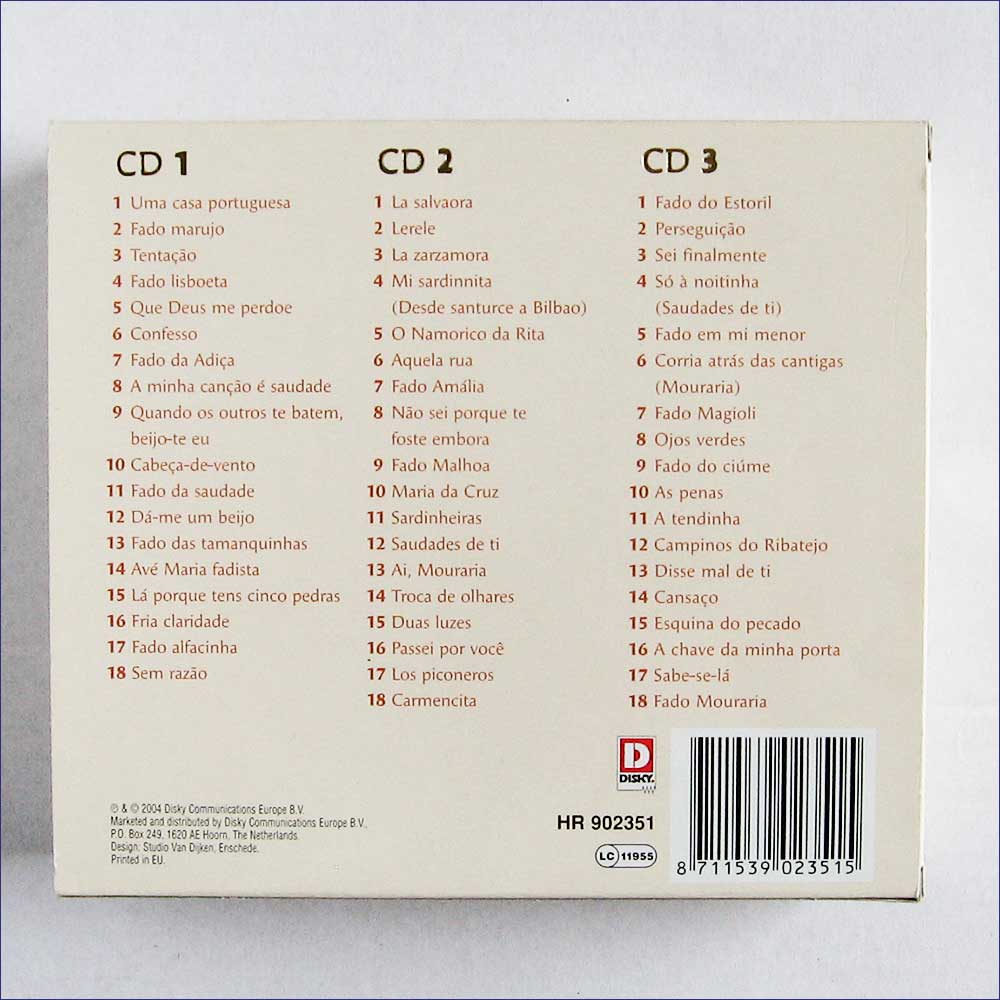 CD 1
1 Uma casa portuguesa
2 Fado marujo
3 Tentação
4 Fado lisboeta
5 Que Deus me perdoe
6 Confesso
7 Fado da Adiça
8 A minha canção é saudade
9 Quando os outros te batem,
beijo-te eu
10 Cabeça-de-vento
11 Fado da saudade
12 Dá-me um beijo
13 Fado das tamanquinhas
14 Avé Maria fadista
15 Lá porque tens cinco pedras
16 Fria claridade
17 Fado alfacinha
18 Sem razão
CD 2
1 La salvaora
2 Lerele
3 La zarzamora
4 Mi sardinnita
(Desde santurce a Bilbao)
5 O Namorico da Rita
6 Aquela rua
7 Fado Amália
8 Não sei porque te
foste embora
9 Fado Malhoa
10 Maria da Cruz
11 Sardinheiras
12 Saudades de ti
13 Ai, Mouraria
14 Troca de olhares
15 Duas luzes
16 Passei por você
17 Los piconeros
18 Carmencita
CD 3
1 Fado do Estoril
2 Perseguição
3 Sei finalmente
4 Só à noitinha
(Saudades de ti)
5 Fado em mi menor
6 Corria atrás das cantigas
(Mouraria)
7 Fado Magioli
8 Ojos verdes
9 Fado do ciúme
10 As penas
11 A tendinha
12 Campinos do Ribatejo
13 Disse mal de ti
14 Cansaço
15 Esquina do pecado
16 A chave da minha porta
17 Sabe-se-lá
18 Fado Mouraria
℗ & © 2004 Disky Communications Europe B.V.
Marketed and distributed by Disky Communications Europe B.V.,
P.O. Box 249, 1620 AE Hoorn, The Netherlands.
Design: Studio Van Dijken, Enschede.
Printed in EU.
D
DISKY.
HR 902351
LC 11955
8 711539 023515